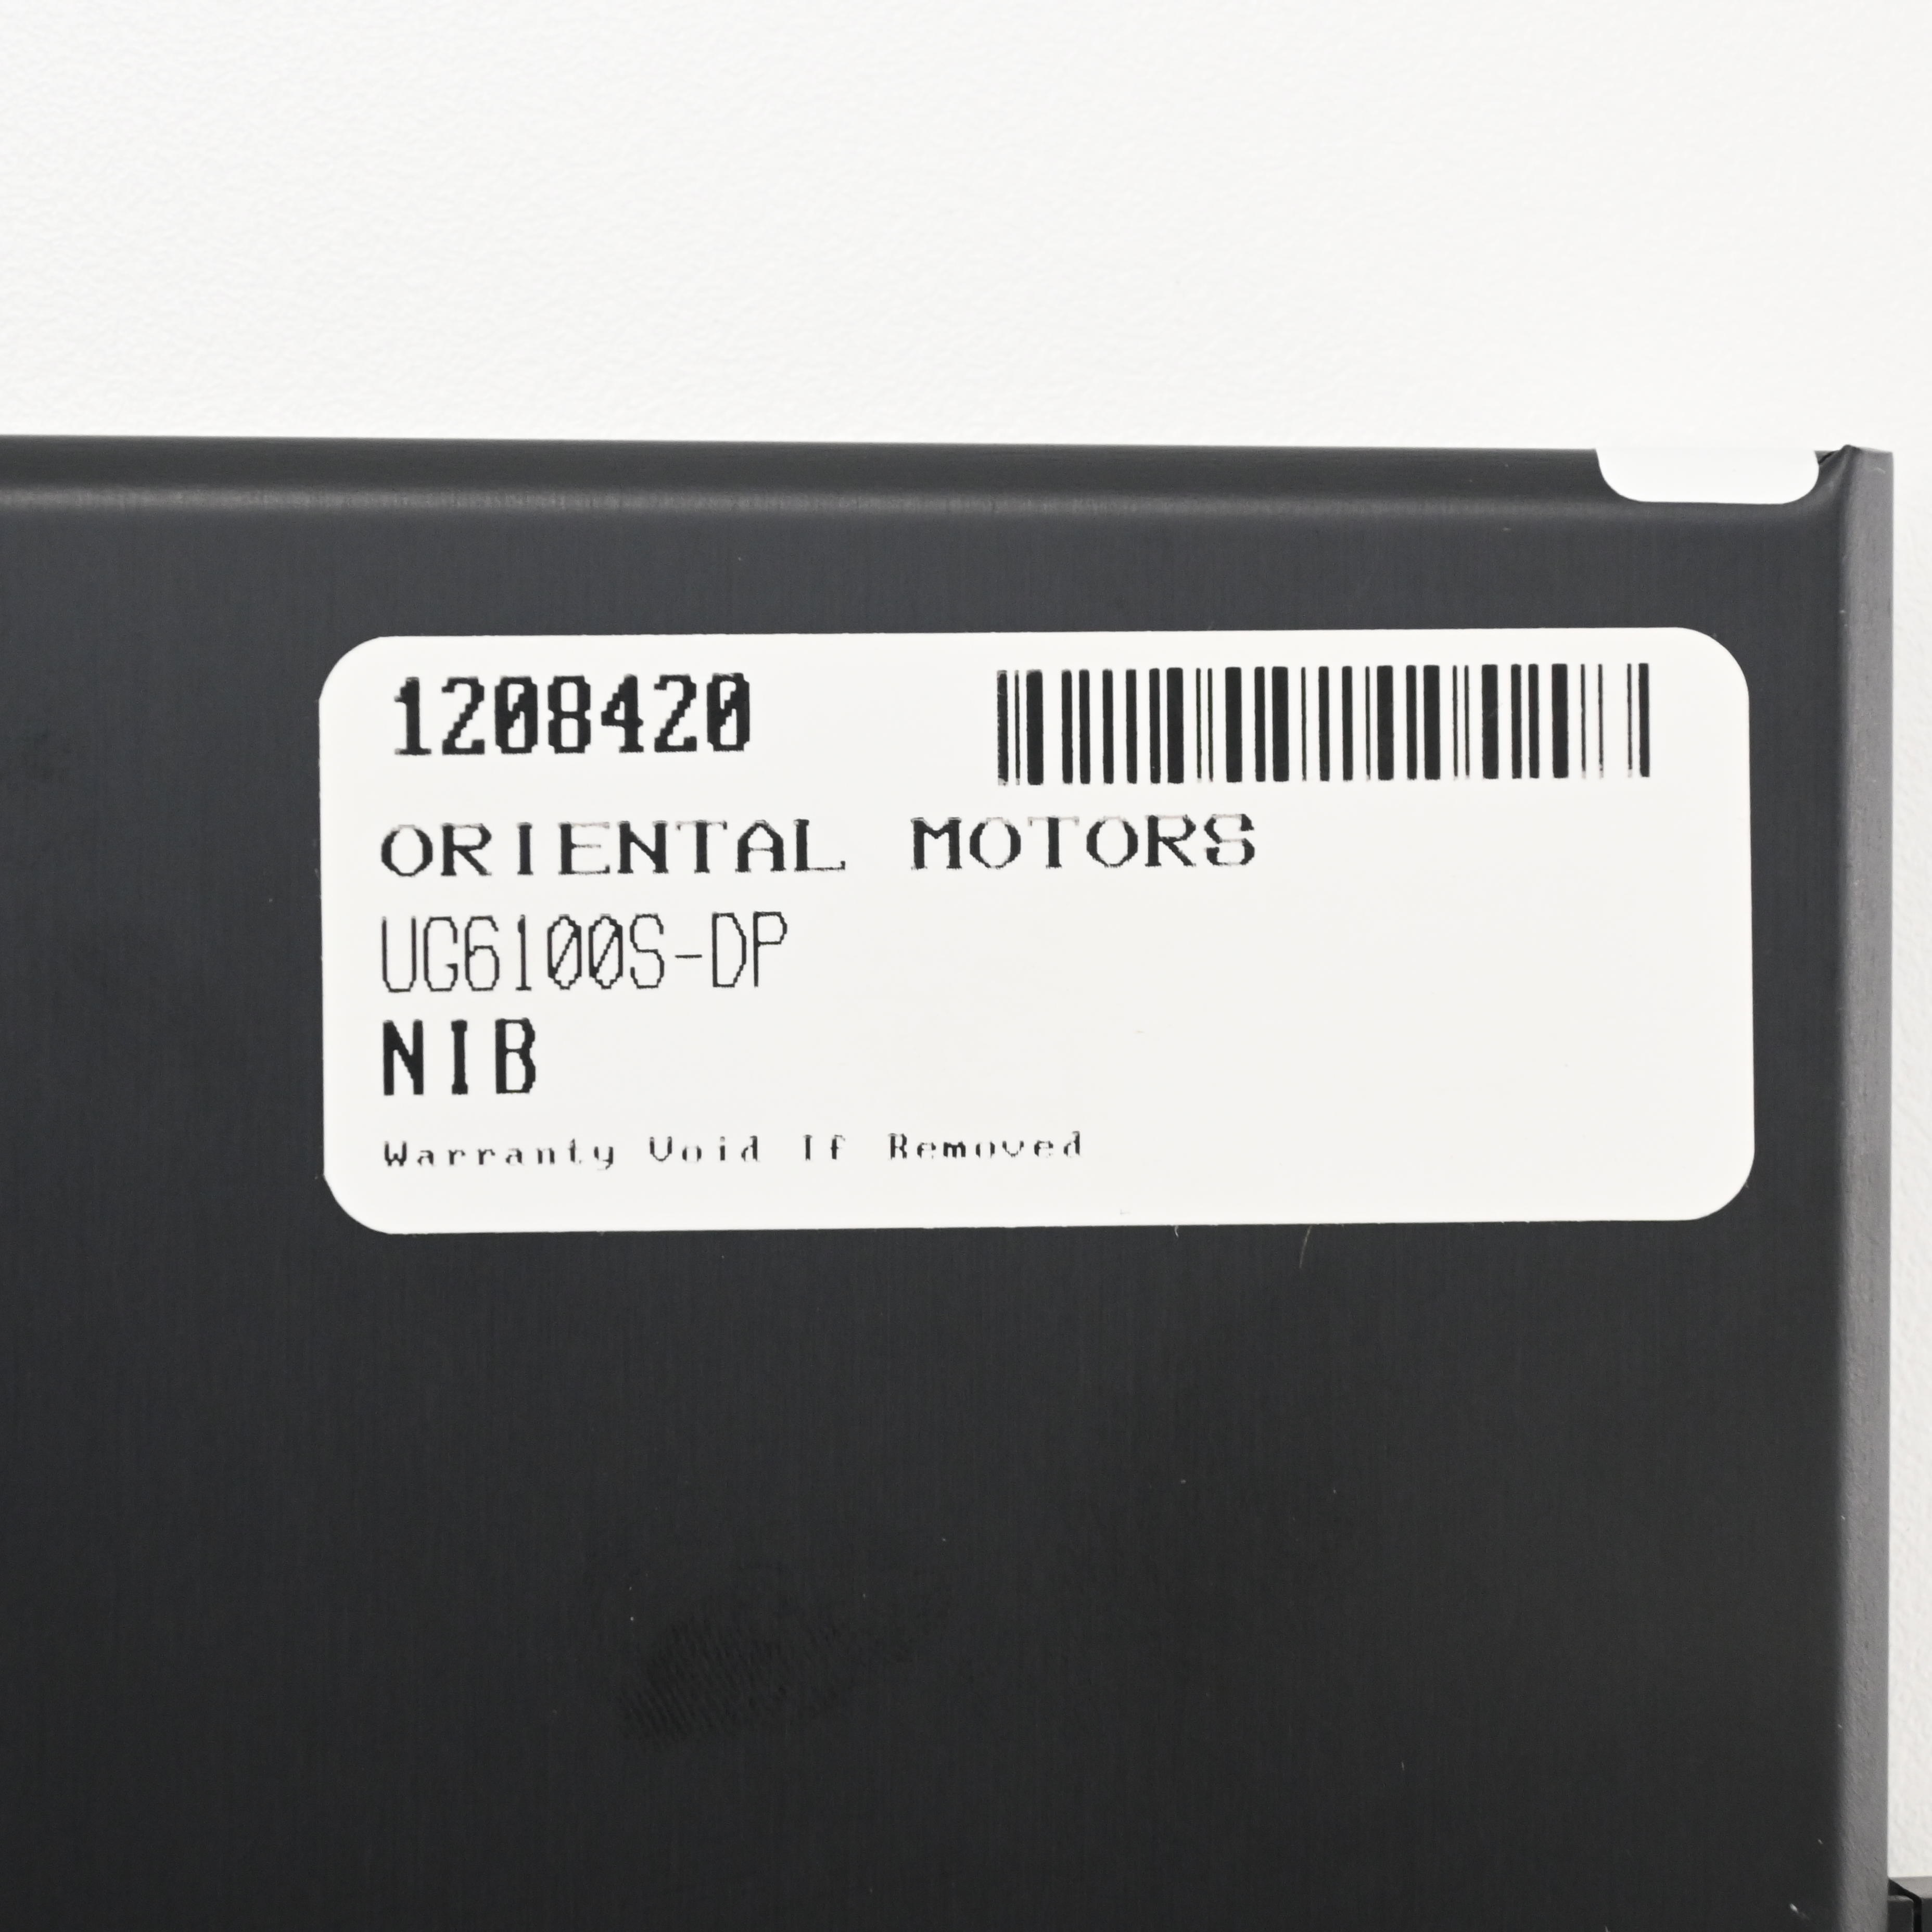 1208420
ORIENTAL MOTORS
UG6100S-DP
NIB
Warranty Void If Removed